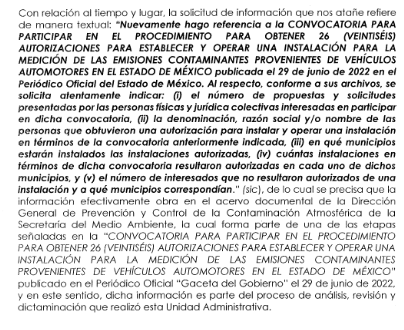 Con relación al tiempo y lugar, la solicitud de información que nos atañe refiere
de manera textual: "Nuevamente hago referencia a la CONVOCATORIA PARA
PARTICIPAR EN EL PROCEDIMIENTO PARA OBTENER 26 (VEINTISÉIS)
AUTORIZACIONES PARA ESTABLECER Y OPERAR UNA INSTALACIÓN PARA LA
MEDICIÓN DE LAS EMISIONES CONTAMINANTES PROVENIENTES DE VEHÍCULOS
AUTOMOTORES EN EL ESTADO DE MÉXICO publicada el 29 de junio de 2022 en el
Periódico Oficial del Estado de México. Al respecto, conforme a sus archivos, se
solicita atentamente indicar: (i) el número de propuestas y solicitudes
presentadas por las personas físicas y jurídica colectivas interesadas en participar
en dicha convocatoria, (ii) la denominación, razón social y/o nombre de las
personas que obtuvieron una autorización para instalar y operar una instalación
en términos de la convocatoria anteriormente indicada, (iii) en qué municipios
estarán instalados las instalaciones autorizadas, (iv) cuántas instalaciones en
términos de dicha convocatoria resultaron autorizadas en cada uno de dichos
municipios, y (v) el número de interesados que no resultaron autorizados de una
instalación y a qué municipios correspondían." (sic), de lo cual se precisa que la
información efectivamente obra en el acervo documental de la Dirección
General de Prevención y Control de la Contaminación Atmosférica de la
Secretaría del Medio Ambiente, la cual forma parte de una de las etapas
señaladas en la "CONVOCATORIA PARA PARTICIPAR EN EL PROCEDIMIENTO
PARA OBTENER 26 (VEINTISÉIS) AUTORIZACIONES PARA ESTABLECER Y OPERAR UNA
INSTALACIÓN PARA LA MEDICIÓN DE LAS EMISIONES CONTAMINANTES
PROVENIENTES DE VEHÍCULOS AUTOMOTORES EN EL ESTADO DE MÉXICO"
publicado en el Periódico Oficial "Gaceta del Gobierno" el 29 de junio de 2022,
y en este sentido, dicha información es parte del proceso de análisis, revisión y
dictaminación que realizó esta Unidad Administrativa.